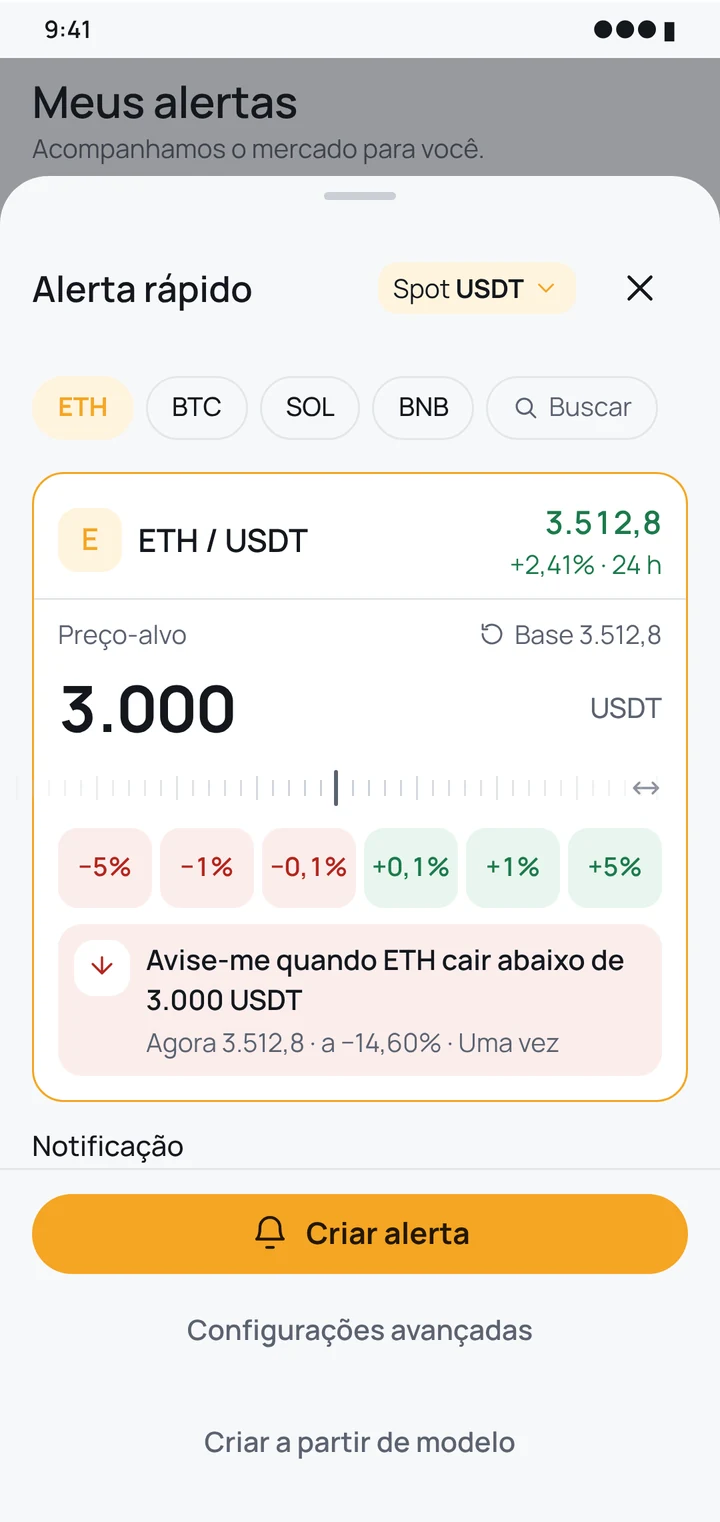 9:41
Meus alertas
Acompanhamos o mercado para você.
Alerta rápido
Spot USDT
ETH
BTC
SOL
BNB
Buscar
E
ETH / USDT
3.512,8
+2,41% · 24 h
Preço-alvo
Base 3.512,8
3.000
USDT
−5%
−1%
−0,1%
+0,1%
+1%
+5%
Avise-me quando ETH cair abaixo de
3.000 USDT
Agora 3.512,8 · a −14,60% · Uma vez
Notificação
Criar alerta
Configurações avançadas
Criar a partir de modelo